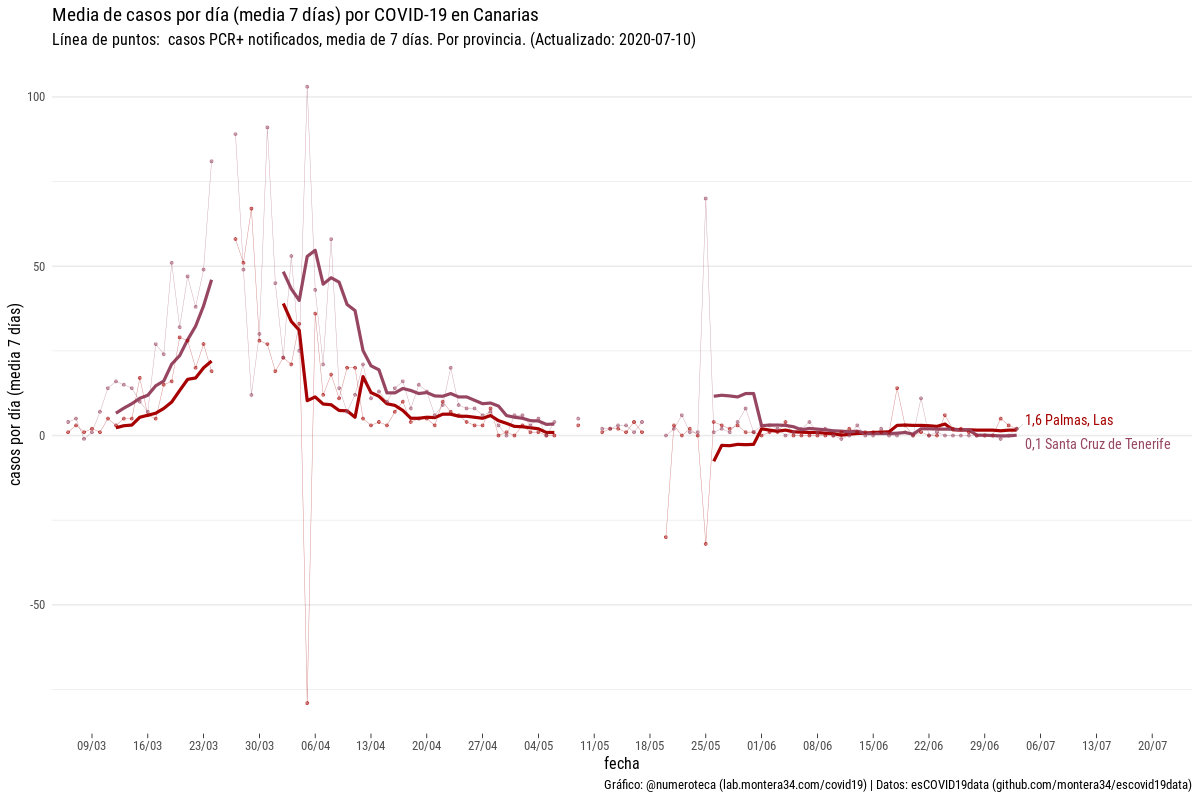 Media de casos por día (media 7 días) por COVID-19 en Canarias
Línea de puntos:  casos PCR+ notificados, media de 7 días. Por provincia. (Actualizado: 2020-07-10)
casos por día (media 7 días)
100
50
0
-50
1,6 Palmas, Las
0,1 Santa Cruz de Tenerife
09/03 16/03 23/03 30/03 06/04 13/04 20/04 27/04 04/05 11/05 18/05 25/05 01/06 08/06 15/06 22/06 29/06 06/07 13/07 20/07
fecha
Gráfico: @numeroteca (lab.montera34.com/covid19) | Datos: esCOVID19data (github.com/montera34/escovid19data)